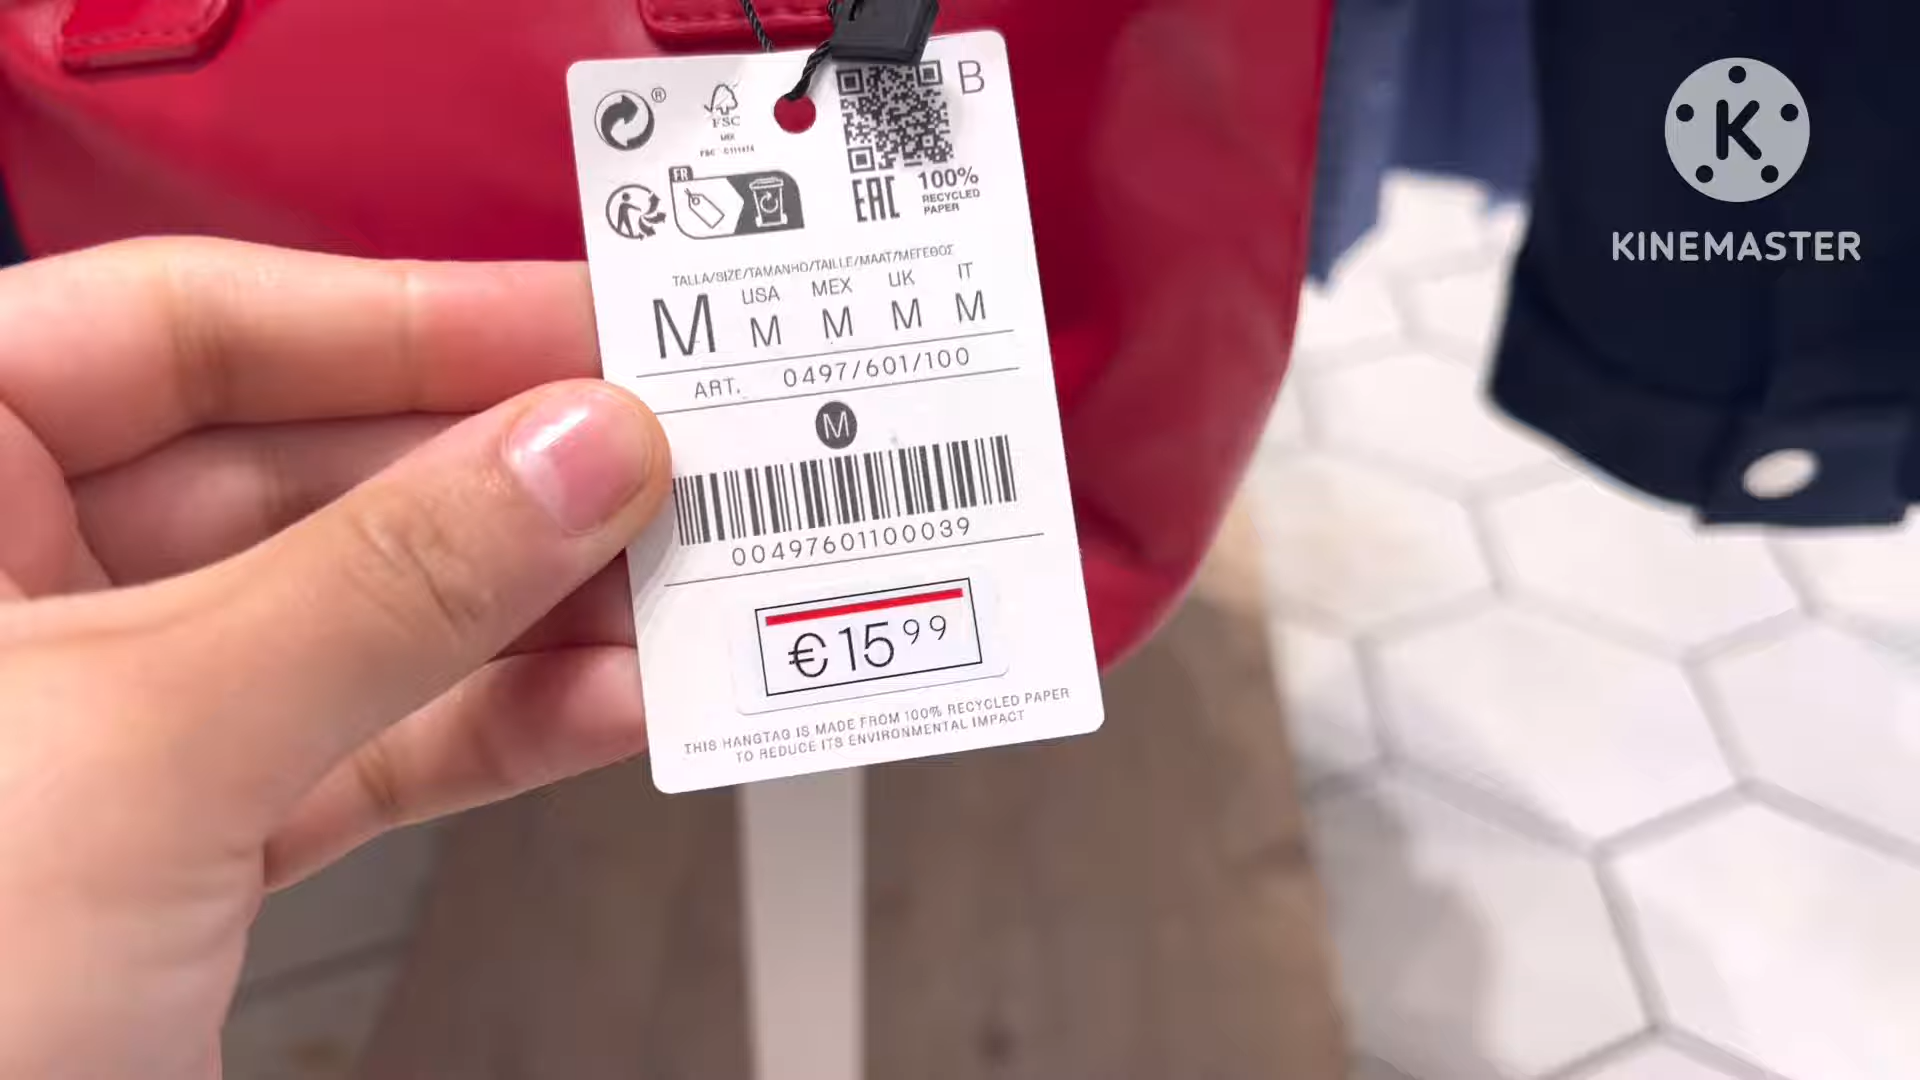 B
®
FSC
MIX
FR
EAC
100%
RECYCLED
PAPER
TALLA/SIZE/TAMANHO/TAILLE/MAAT/ΜΕΓΕΘΟΣ
USA MEX UK IT
M M M M M
ART. 0497/601/100
M
00497601100039
€15⁹⁹
THIS HANGTAG IS MADE FROM 100% RECYCLED PAPER
TO REDUCE ITS ENVIRONMENTAL IMPACT
K
KINEMASTER